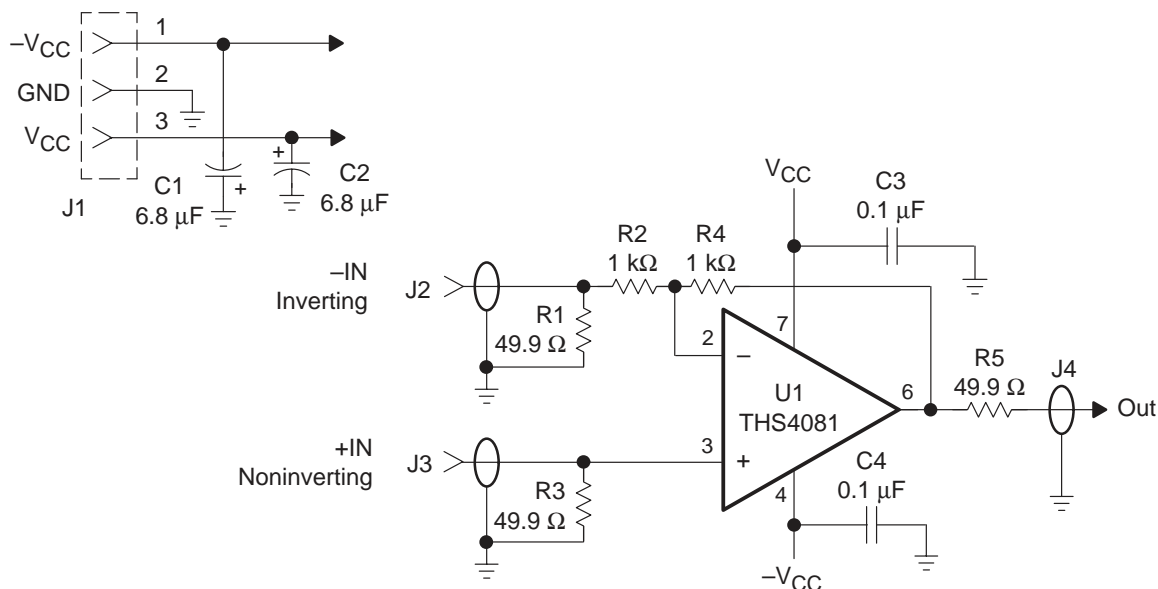 –VCC
1
GND
2
VCC
3
J1
C1
6.8 μF
+
+
C2
6.8 μF
VCC
C3
0.1 μF
R2
1 kΩ
R4
1 kΩ
–IN
Inverting
J2
R1
49.9 Ω
7
2
–
U1
THS4081
6
R5
49.9 Ω
J4
Out
+IN
Noninverting
J3
3
+
R3
49.9 Ω
4
C4
0.1 μF
–VCC